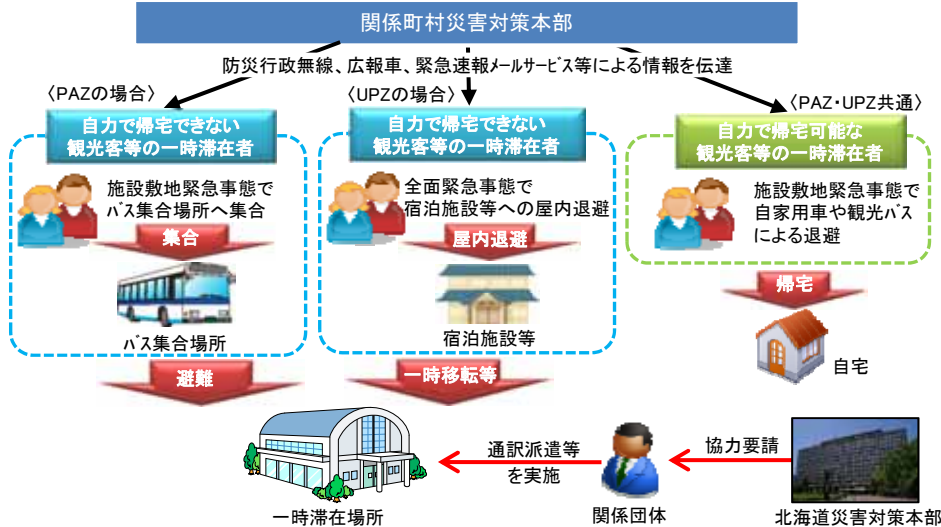 関係町村災害対策本部
防災行政無線、広報車、緊急速報メールサービス等による情報を伝達
〈PAZの場合〉
自力で帰宅できない
観光客等の一時滞在者
施設敷地緊急事態で
バス集合場所へ集合
集合
バス集合場所
避難
〈UPZの場合〉
自力で帰宅できない
観光客等の一時滞在者
全面緊急事態で
宿泊施設等への屋内退避
屋内退避
宿泊施設等
一時移転等
〈PAZ・UPZ共通〉
自力で帰宅可能な
観光客等の一時滞在者
施設敷地緊急事態で
自家用車や観光バス
による退避
帰宅
自宅
一時滞在場所
通訳派遣等
を実施
関係団体
協力要請
北海道災害対策本部